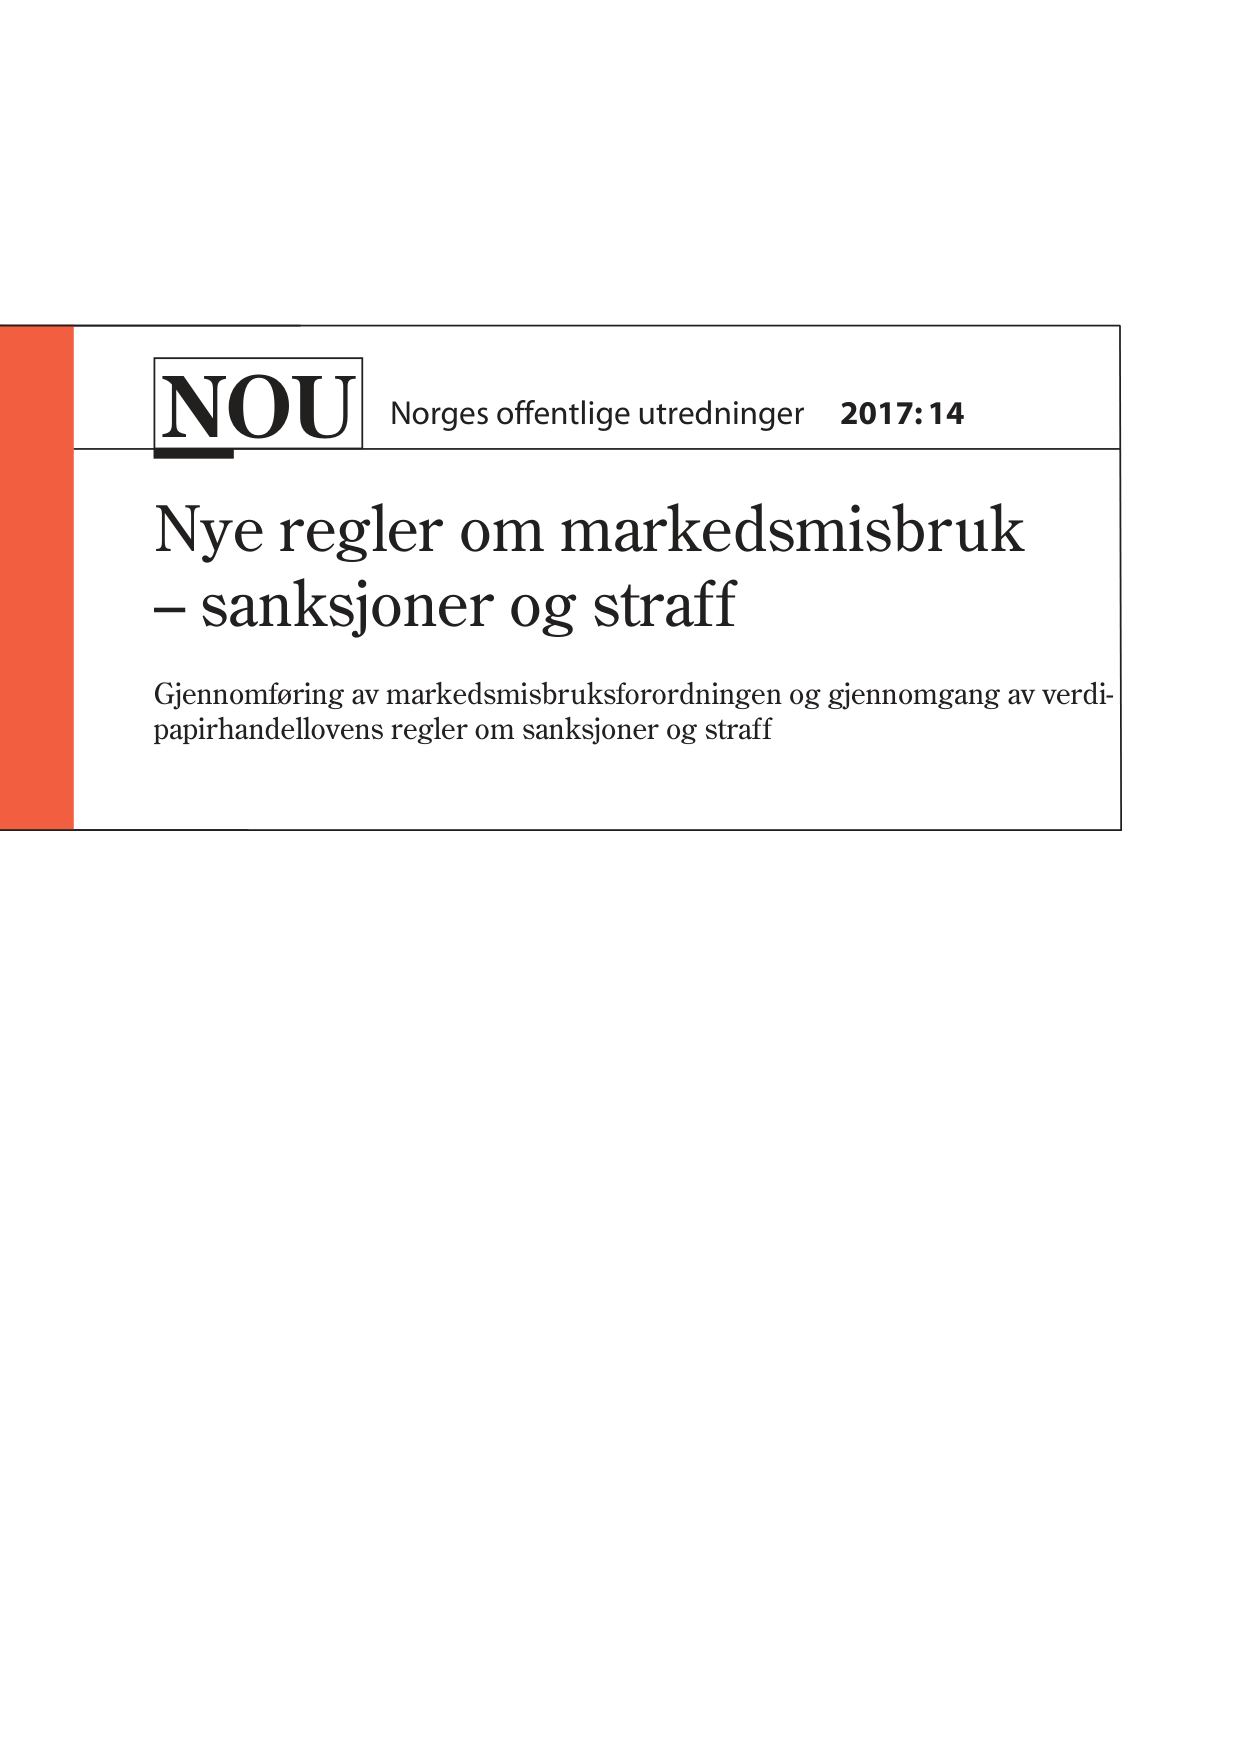 NOU Norges offentlige utredninger 2017: 14
Nye regler om markedsmisbruk
– sanksjoner og straff
Gjennomføring av markedsmisbruksforordningen og gjennomgang av verdi-
papirhandellovens regler om sanksjoner og straff